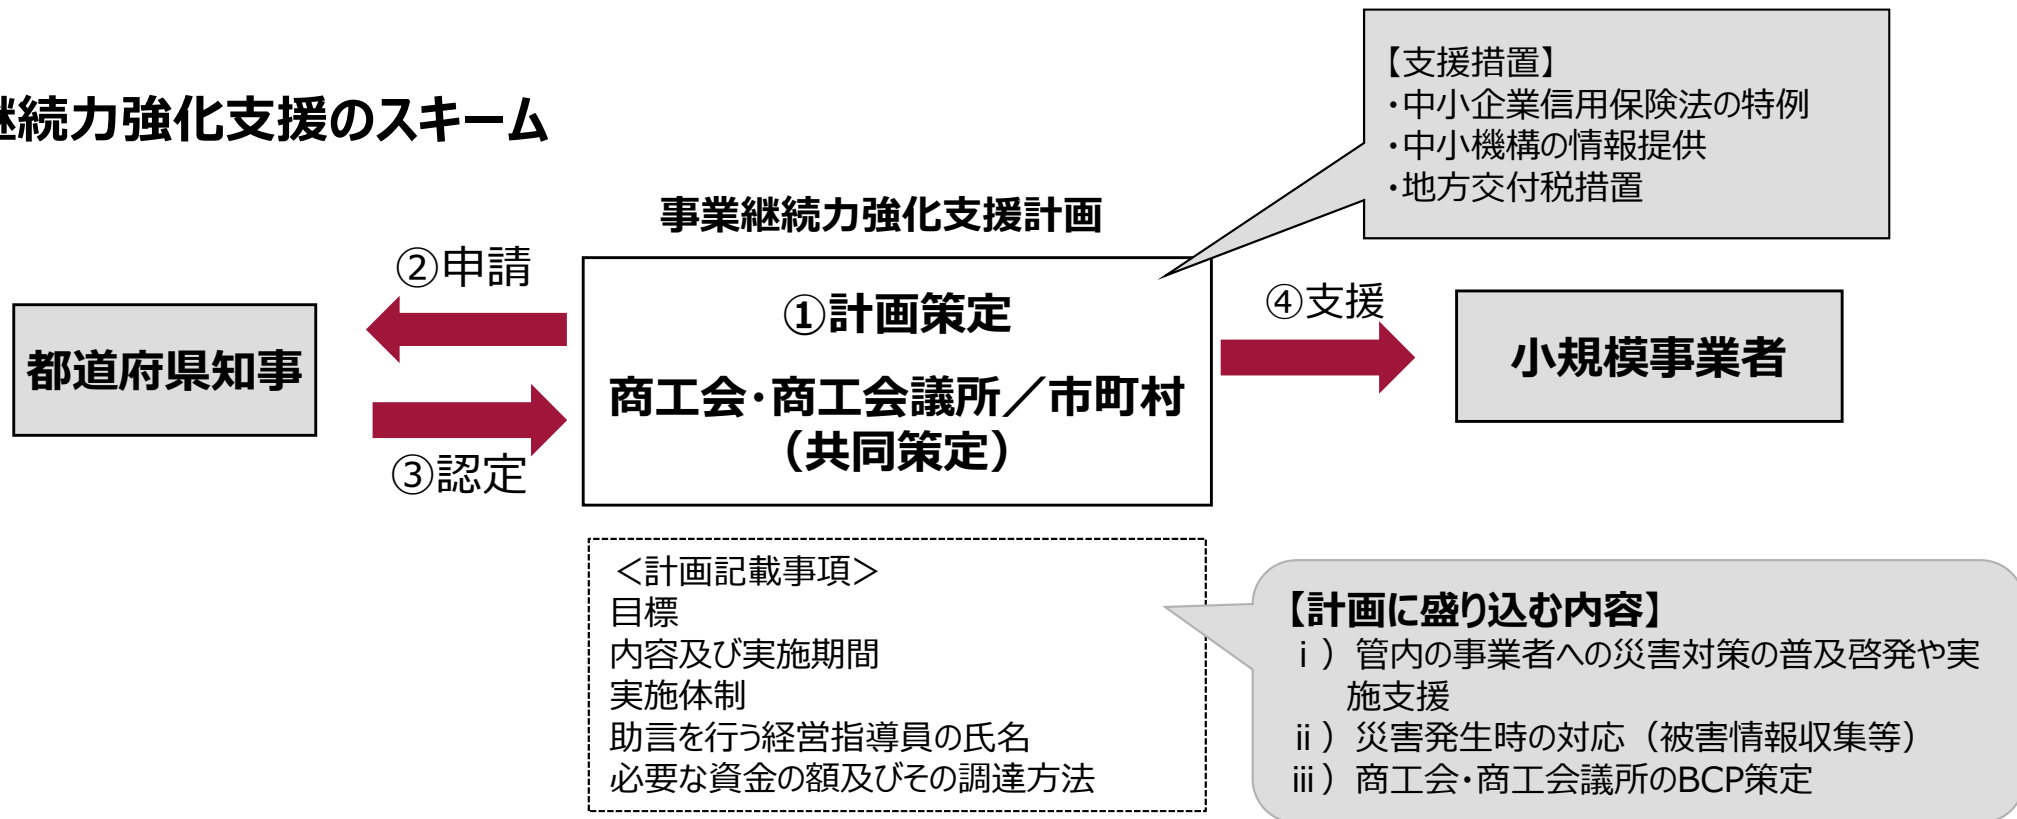 続力強化支援のスキーム
【支援措置】
・中小企業信用保険法の特例
・中小機構の情報提供
・地方交付税措置
事業継続力強化支援計画
②申請
①計画策定
④支援
都道府県知事
商工会・商工会議所／市町村
（共同策定）
小規模事業者
③認定
＜計画記載事項＞
目標
内容及び実施期間
実施体制
助言を行う経営指導員の氏名
必要な資金の額及びその調達方法
【計画に盛り込む内容】
ⅰ）管内の事業者への災害対策の普及啓発や実
施支援
ⅱ）災害発生時の対応（被害情報収集等）
ⅲ）商工会・商工会議所のBCP策定